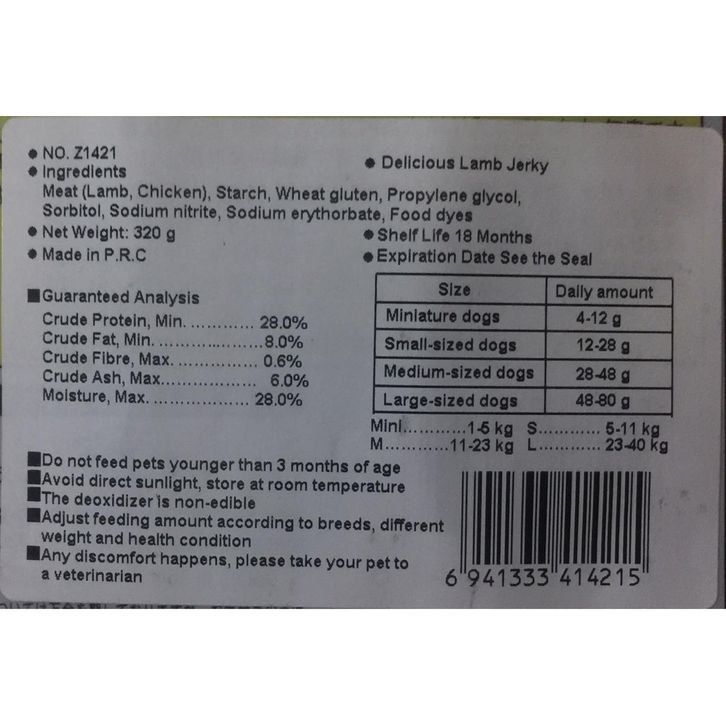 ● NO. Z1421
● Delicious Lamb Jerky
● Ingredients
Meat (Lamb, Chicken), Starch, Wheat gluten, Propylene glycol,
Sorbitol, Sodium nitrite, Sodium erythorbate, Food dyes
● Net Weight: 320 g
● Shelf Life 18 Months
● Made in P.R.C
● Expiration Date See the Seal
■Guaranteed Analysis
Crude Protein, Min. ............. 28.0%
Crude Fat, Min. .....................8.0%
Crude Fibre, Max. ................ 0.6%
Crude Ash, Max.................... 6.0%
Moisture, Max. ..................... 28.0%
Size Daily amount
Miniature dogs 4-12 g
Small-sized dogs 12-28 g
Medium-sized dogs 28-48 g
Large-sized dogs 48-80 g
Mini.............1-5 kg S............ 5-11 kg
M.............11-23 kg L............ 23-40 kg
■Do not feed pets younger than 3 months of age
■Avoid direct sunlight, store at room temperature
■The deoxidizer is non-edible
■Adjust feeding amount according to breeds, different
weight and health condition
■Any discomfort happens, please take your pet to
a veterinarian
6 941333 414215